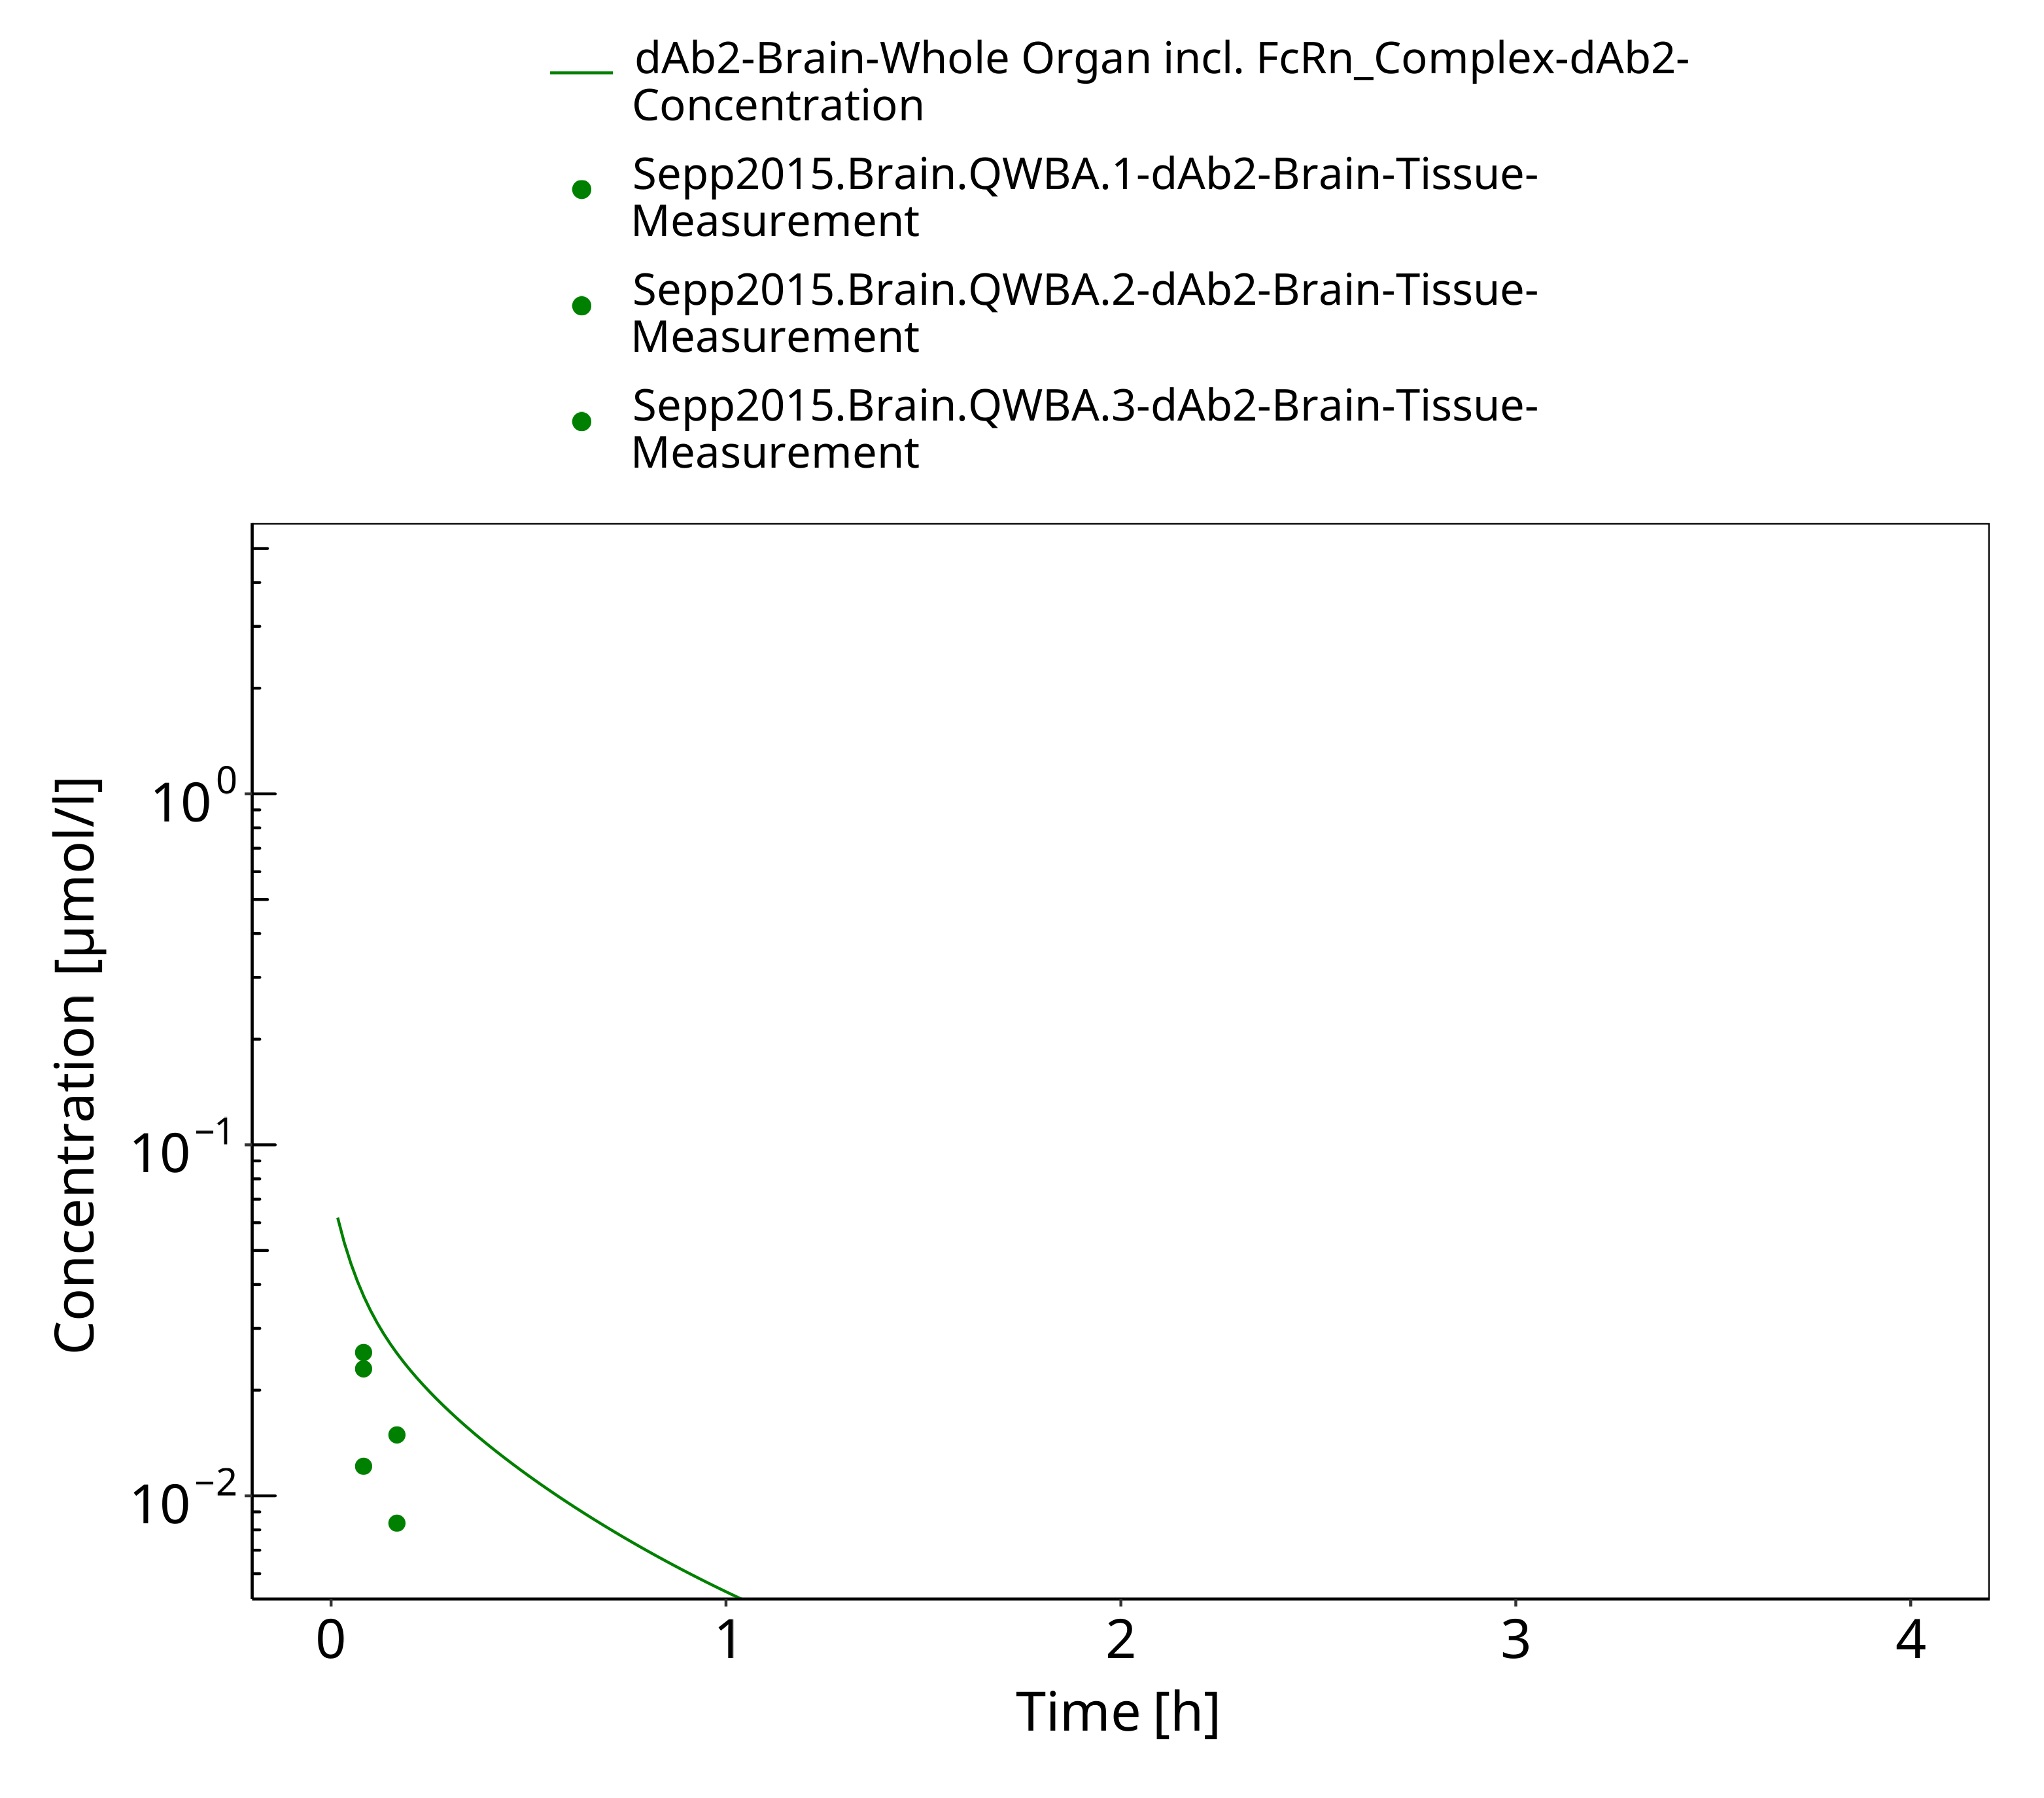 dAb2-Brain-Whole Organ incl. FcRn_Complex-dAb2-
Concentration
Sepp2015.Brain.QWBA.1-dAb2-Brain-Tissue-
Measurement
Sepp2015.Brain.QWBA.2-dAb2-Brain-Tissue-
Measurement
Sepp2015.Brain.QWBA.3-dAb2-Brain-Tissue-
Measurement
Concentration [µmol/l]
10⁰
10⁻¹
10⁻²
0 1 2 3 4
Time [h]